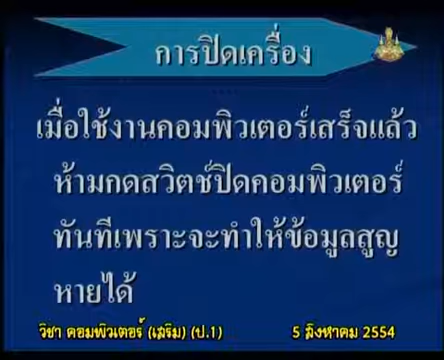 การปิดเครื่อง
เมื่อใช้งานคอมพิวเตอร์เสร็จแล้ว
ห้ามกดสวิตช์ปิดคอมพิวเตอร์
ทันทีเพราะจะทำให้ข้อมูลสูญ
หายได้
วิชา คอมพิวเตอร์ (เสริม) (ป.1) 5 สิงหาคม 2554